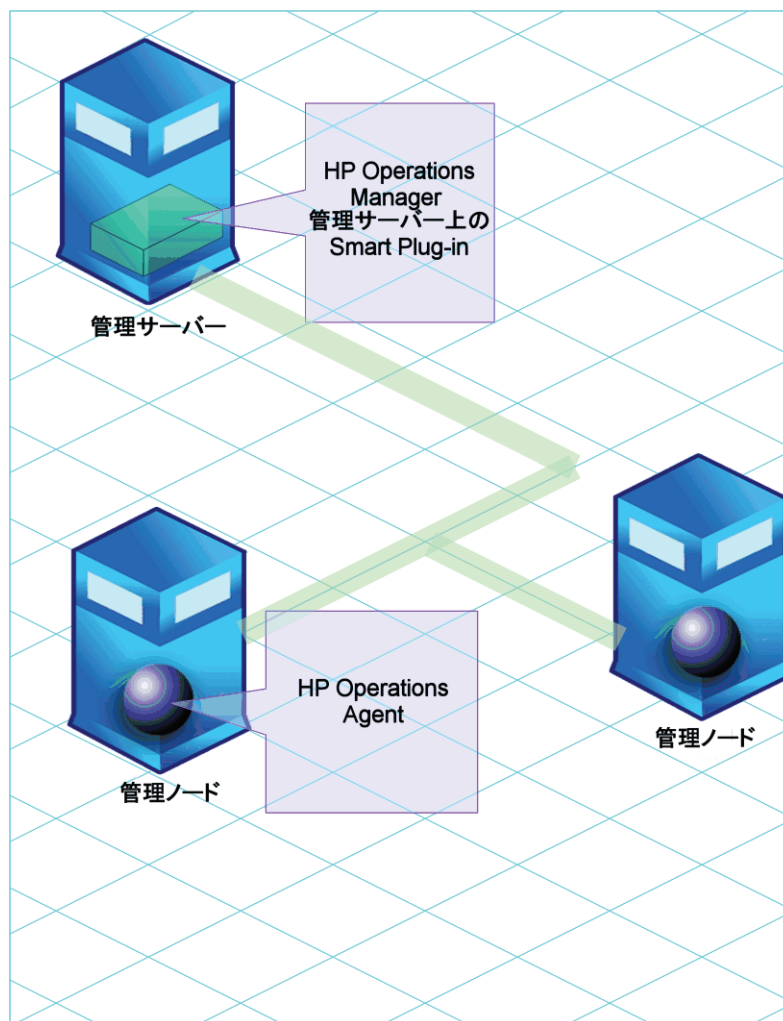 HP Operations
Manager
管理サーバー上の
Smart Plug-in
管理サーバー
HP Operations
Agent
管理ノード
管理ノード